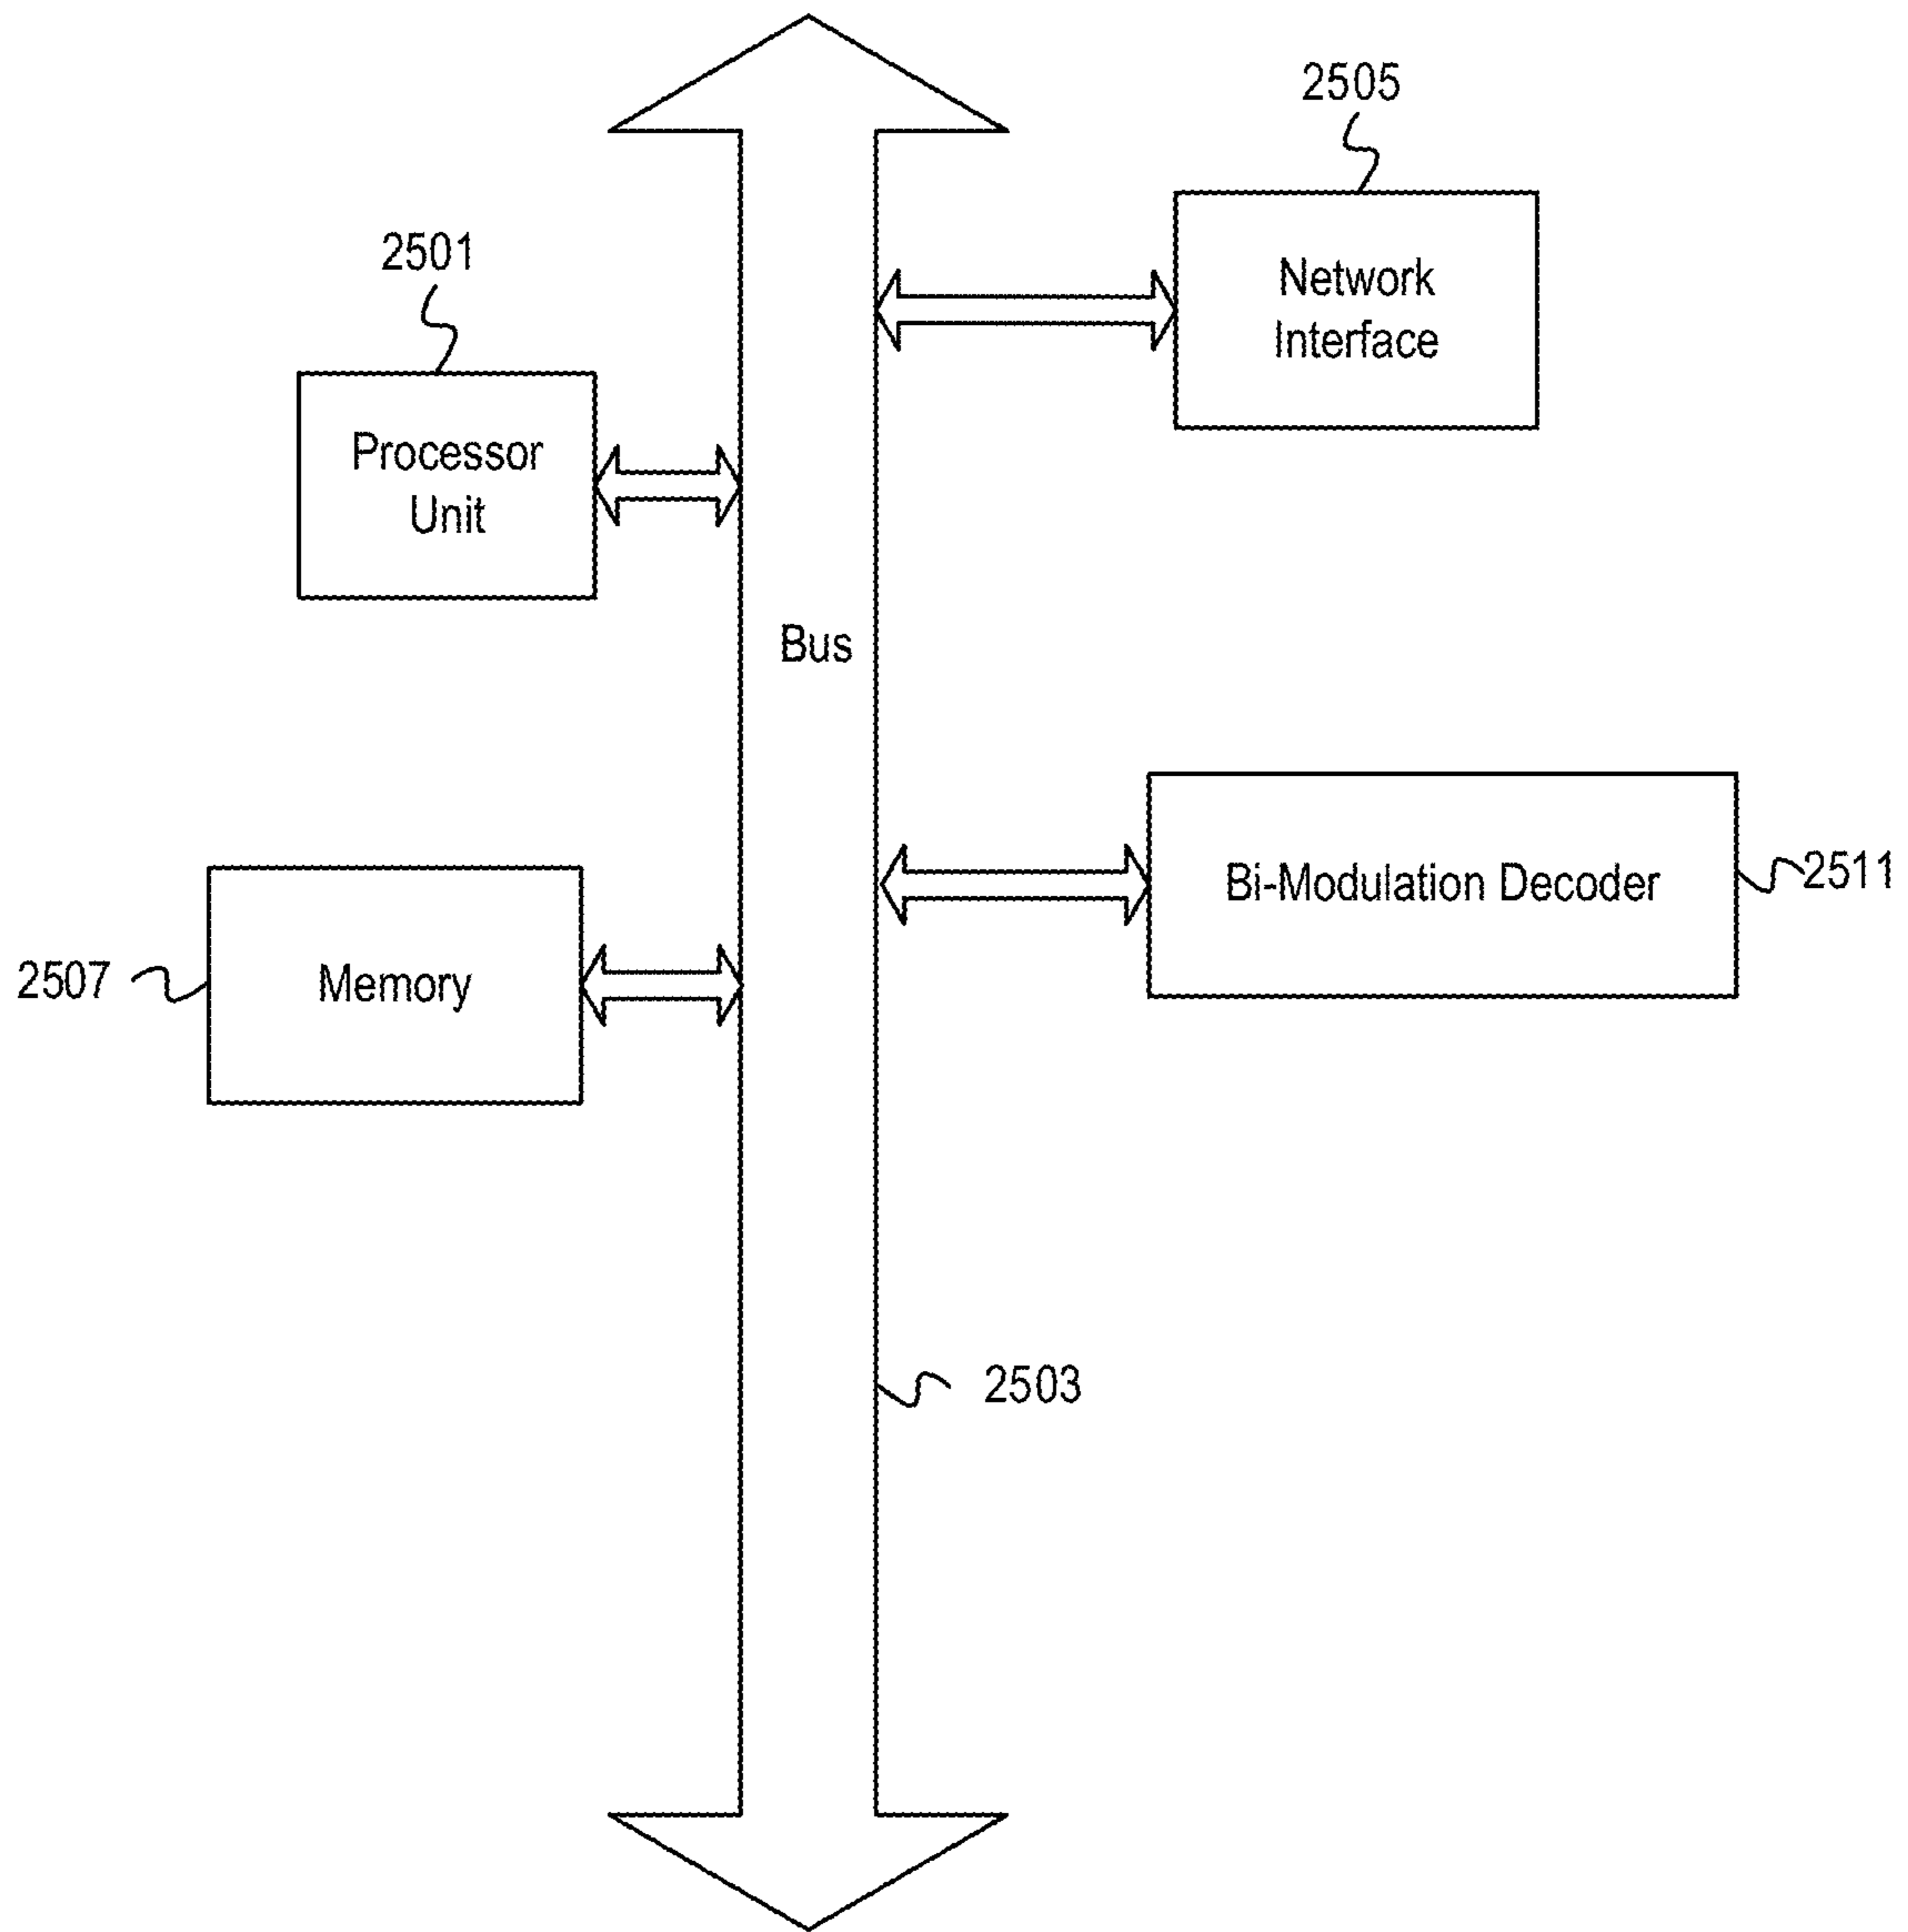 2505
Network
Interface
2501
Processor
Unit
Bus
Bi-Modulation Decoder
2511
2507
Memory
2503